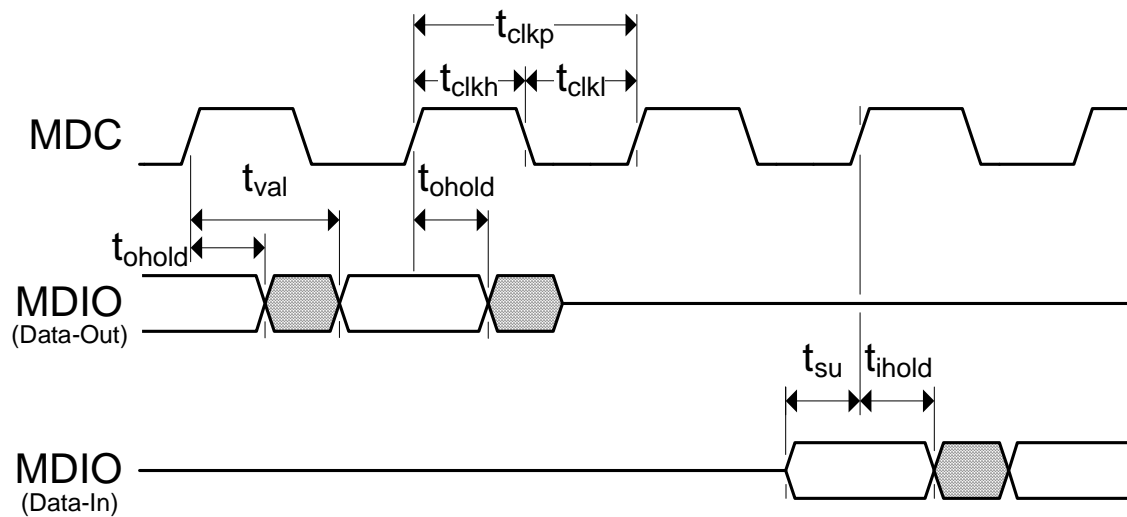 tclkp
tclkh tclkl
MDC
tval tohold
tohold
MDIO
(Data-Out)
tsu tihold
MDIO
(Data-In)